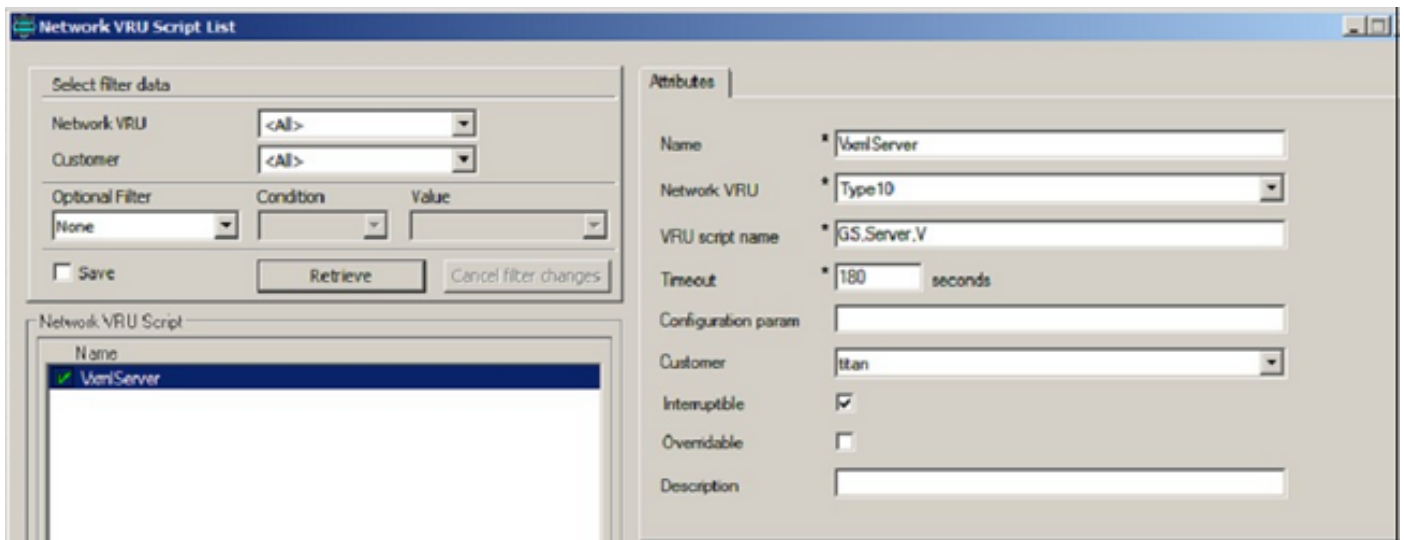 Network VRU Script List
Select filter data
Network VRU <All>
Customer <All>
Optional Filter Condition Value
None
Save Retrieve Cancel filter changes
Network VRU Script
Name
VxmlServer
Attributes
Name * VxmlServer
Network VRU * Type10
VRU script name * GS,Server,V
Timeout * 180 seconds
Configuration param
Customer titan
Interruptible
Overridable
Description